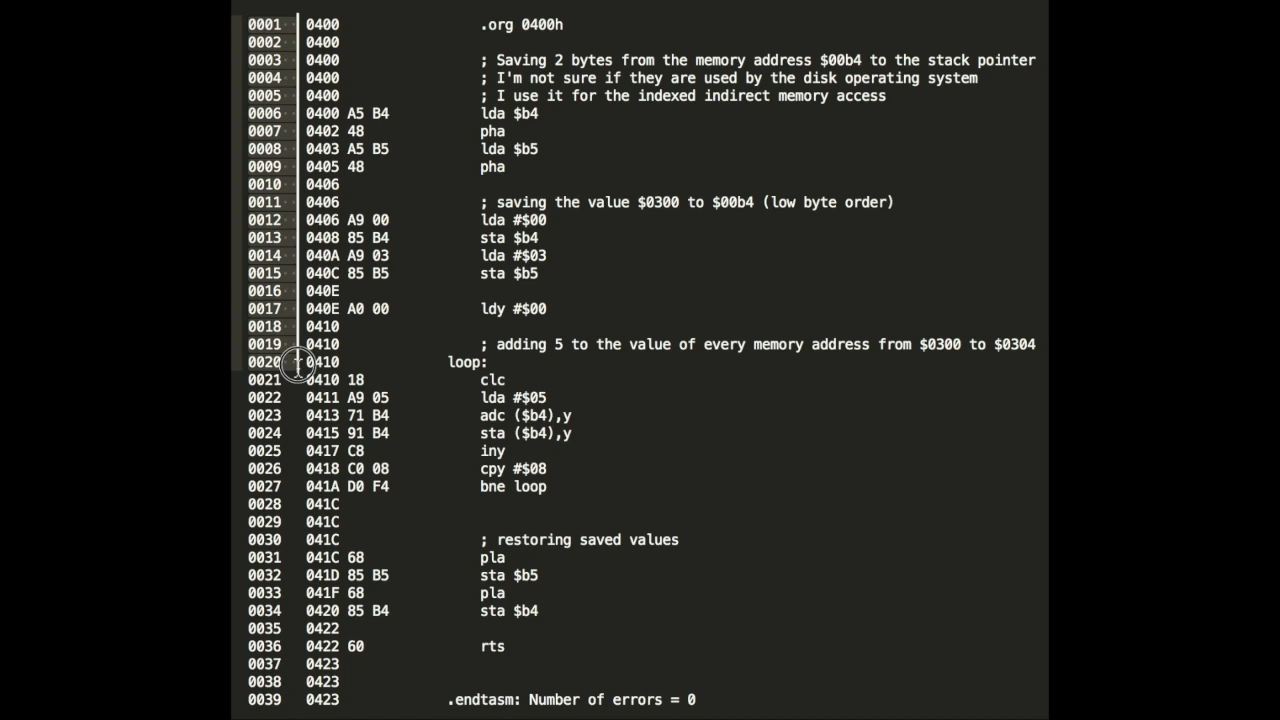 0001 0400 .org 0400h
0002 0400
0003 0400 ; Saving 2 bytes from the memory address $00b4 to the stack pointer
0004 0400 ; I'm not sure if they are used by the disk operating system
0005 0400 ; I use it for the indexed indirect memory access
0006 0400 A5 B4 lda $b4
0007 0402 48 pha
0008 0403 A5 B5 lda $b5
0009 0405 48 pha
0010 0406
0011 0406 ; saving the value $0300 to $00b4 (low byte order)
0012 0406 A9 00 lda #$00
0013 0408 85 B4 sta $b4
0014 040A A9 03 lda #$03
0015 040C 85 B5 sta $b5
0016 040E
0017 040E A0 00 ldy #$00
0018 0410
0019 0410 ; adding 5 to the value of every memory address from $0300 to $0304
0020 0410 loop:
0021 0410 18 clc
0022 0411 A9 05 lda #$05
0023 0413 71 B4 adc ($b4),y
0024 0415 91 B4 sta ($b4),y
0025 0417 C8 iny
0026 0418 C0 08 cpy #$08
0027 041A D0 F4 bne loop
0028 041C
0029 041C
0030 041C ; restoring saved values
0031 041C 68 pla
0032 041D 85 B5 sta $b5
0033 041F 68 pla
0034 0420 85 B4 sta $b4
0035 0422
0036 0422 60 rts
0037 0423
0038 0423
0039 0423 .endtasm: Number of errors = 0